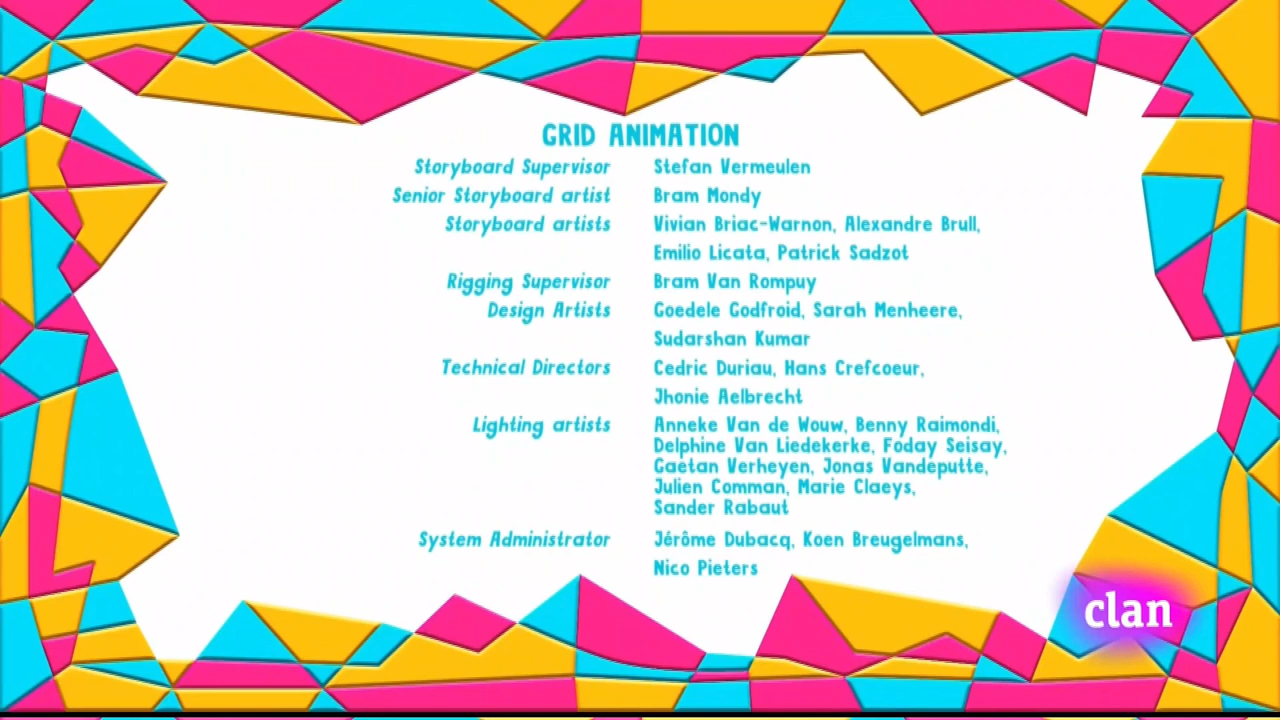 GRID ANIMATION
Storyboard Supervisor Stefan Vermeulen
Senior Storyboard artist Bram Mondy
Storyboard artists Vivian Briac-Warnon, Alexandre Brull,
Emilio Licata, Patrick Sadzot
Rigging Supervisor Bram Van Rompuy
Design Artists Goedele Godfroid, Sarah Menheere,
Sudarshan Kumar
Technical Directors Cedric Duriau, Hans Crefcoeur,
Jhonie Aelbrecht
Lighting artists Anneke Van de Wouw, Benny Raimondi,
Delphine Van Liedekerke, Foday Seisay,
Gaetan Verheyen, Jonas Vandeputte,
Julien Comman, Marie Claeys,
Sander Rabaut
System Administrator Jérôme Dubacq, Koen Breugelmans,
Nico Pieters
clan